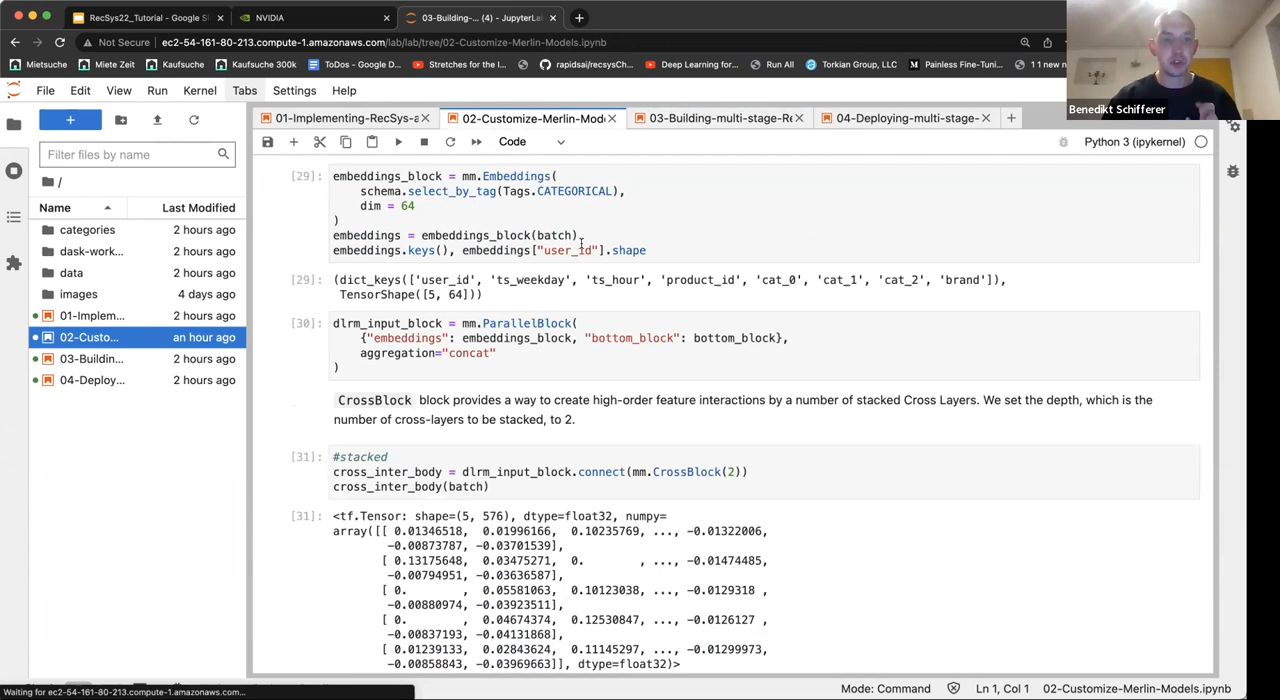 RecSys22_Tutorial - Google Sl
NVIDIA
03-Building-... (4) - JupyterLa
Not Secure
ec2-54-161-80-213.compute-1.amazonaws.com/lab/lab/tree/02-Customize-Merlin-Models.ipynb
Mietsuche
Miete Zeit
Kaufsuche
Kaufsuche 300k
ToDos - Google D...
Stretches for the l...
rapidsai/recsysCh...
Deep Learning for...
Run All
Torkian Group, LLC
Painless Fine-Tuni...
1 1 new n
Benedikt Schifferer
File Edit View Run Kernel Tabs Settings Help
01-Implementing-RecSys-a
02-Customize-Merlin-Mode
03-Building-multi-stage-Re
04-Deploying-multi-stage-
Code
Python 3 (ipykernel)
Filter files by name
/
Name Last Modified
categories 2 hours ago
dask-work... 2 hours ago
data 2 hours ago
images 4 days ago
01-Implem... 2 hours ago
02-Custo... an hour ago
03-Buildin... 2 hours ago
04-Deploy... 2 hours ago
[29]: embeddings_block = mm.Embeddings(
schema.select_by_tag(Tags.CATEGORICAL),
dim = 64
)
embeddings = embeddings_block(batch)
embeddings.keys(), embeddings["user_id"].shape
[29]: (dict_keys(['user_id', 'ts_weekday', 'ts_hour', 'product_id', 'cat_0', 'cat_1', 'cat_2', 'brand']),
TensorShape([5, 64]))
[30]: dlrm_input_block = mm.ParallelBlock(
{"embeddings": embeddings_block, "bottom_block": bottom_block},
aggregation="concat"
)
CrossBlock block provides a way to create high-order feature interactions by a number of stacked Cross Layers. We set the depth, which is the
number of cross-layers to be stacked, to 2.
[31]: #stacked
cross_inter_body = dlrm_input_block.connect(mm.CrossBlock(2))
cross_inter_body(batch)
[31]: <tf.Tensor: shape=(5, 576), dtype=float32, numpy=
array([[ 0.01346518, 0.01996166, 0.10235769, ..., -0.01322006,
-0.00873787, -0.03701539],
[ 0.13175648, 0.03475271, 0. , ..., -0.01474485,
-0.00794951, -0.03636587],
[ 0. , 0.05581063, 0.10123038, ..., -0.0129318 ,
-0.00880974, -0.03923511],
[ 0. , 0.04674374, 0.12530847, ..., -0.0126127 ,
-0.00837193, -0.04131868],
[ 0.01239133, 0.02843624, 0.11145297, ..., -0.01299973,
-0.00858843, -0.03969663]], dtype=float32)>
Waiting for ec2-54-161-80-213.compute-1.amazonaws.com...
Mode: Command
Ln 1, Col 1
02-Customize-Merlin-Models.ipynb